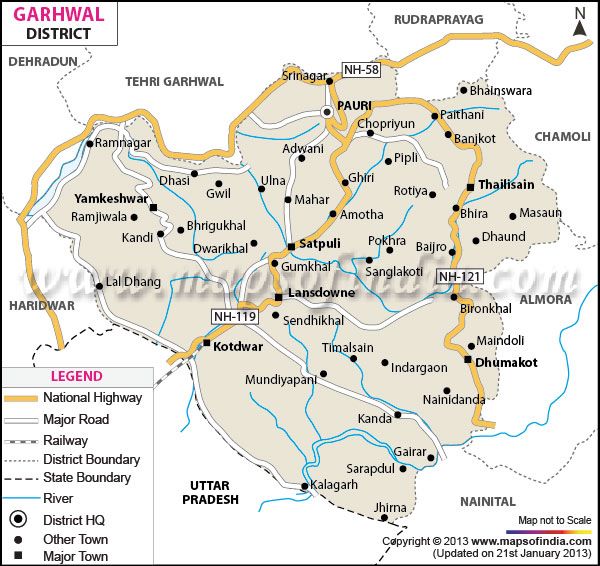 GARHWAL
DISTRICT
N
RUDRAPRAYAG
DEHRADUN
TEHRI GARHWAL
Srinagar
NH-58
Bhainswara
PAURI
Paithani
Chopriyun
CHAMOLI
Ramnagar
Banjkot
Adwani
Pipli
Dhasi
Ulna
Ghiri
Gwil
Thailisain
Yamkeshwar
Mahar
Rotiya
Ramjiwala
Amotha
Bhira
Masaun
Bhrigukhal
Kandi
Dwarikhal
Satpuli
Pokhra
Baijro
Dhaund
Gumkhal
Sanglakoti
www.mapsofindia.com
NH-121
Lal Dhang
Lansdowne
ALMORA
HARIDWAR
Bironkhal
NH-119
Sendhikhal
Kotdwar
Timalsain
Maindoli
Indargaon
Dhumakot
Mundiyapani
Nainidanda
Kanda
Gairar
Sarapdul
Kalagarh
UTTAR
PRADESH
Jhirna
NAINITAL
LEGEND
National Highway
Major Road
Railway
District Boundary
State Boundary
River
District HQ
Other Town
Major Town
Map not to Scale
Copyright © 2013 www.mapsofindia.com
(Updated on 21st January 2013)